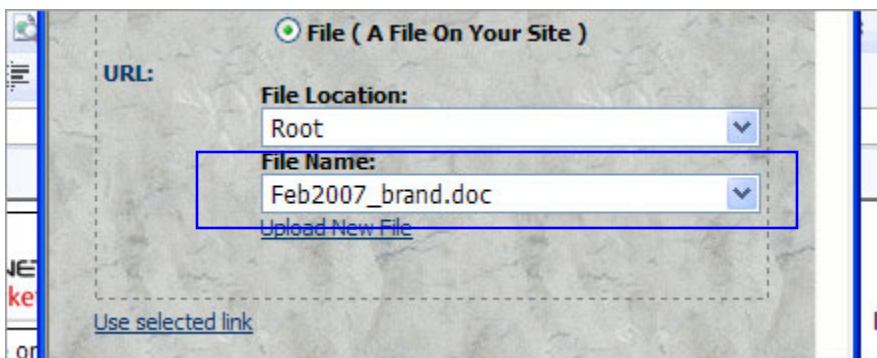 File ( A File On Your Site )
URL:
File Location:
Root
File Name:
Feb2007_brand.doc
Upload New File
Use selected link